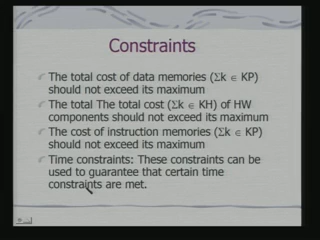 Constraints
The total cost of data memories (Σk ∈ KP)
should not exceed its maximum
The total The total cost (Σk ∈ KH) of HW
components should not exceed its maximum
The cost of instruction memories (Σk ∈ KP)
should not exceed its maximum
Time constraints: These constraints can be
used to guarantee that certain time
constraints are met.